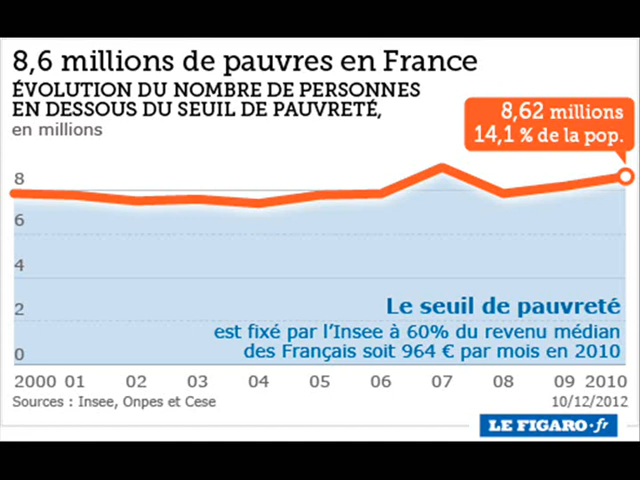 8,6 millions de pauvres en France
ÉVOLUTION DU NOMBRE DE PERSONNES
EN DESSOUS DU SEUIL DE PAUVRETÉ,
en millions
8,62 millions
14,1 % de la pop.
8
6
4
2
0
Le seuil de pauvreté
est fixé par l'Insee à 60% du revenu médian
des Français soit 964 € par mois en 2010
2000 01 02 03 04 05 06 07 08 09 2010
Sources : Insee, Onpes et Cese
10/12/2012
LE FIGARO·fr